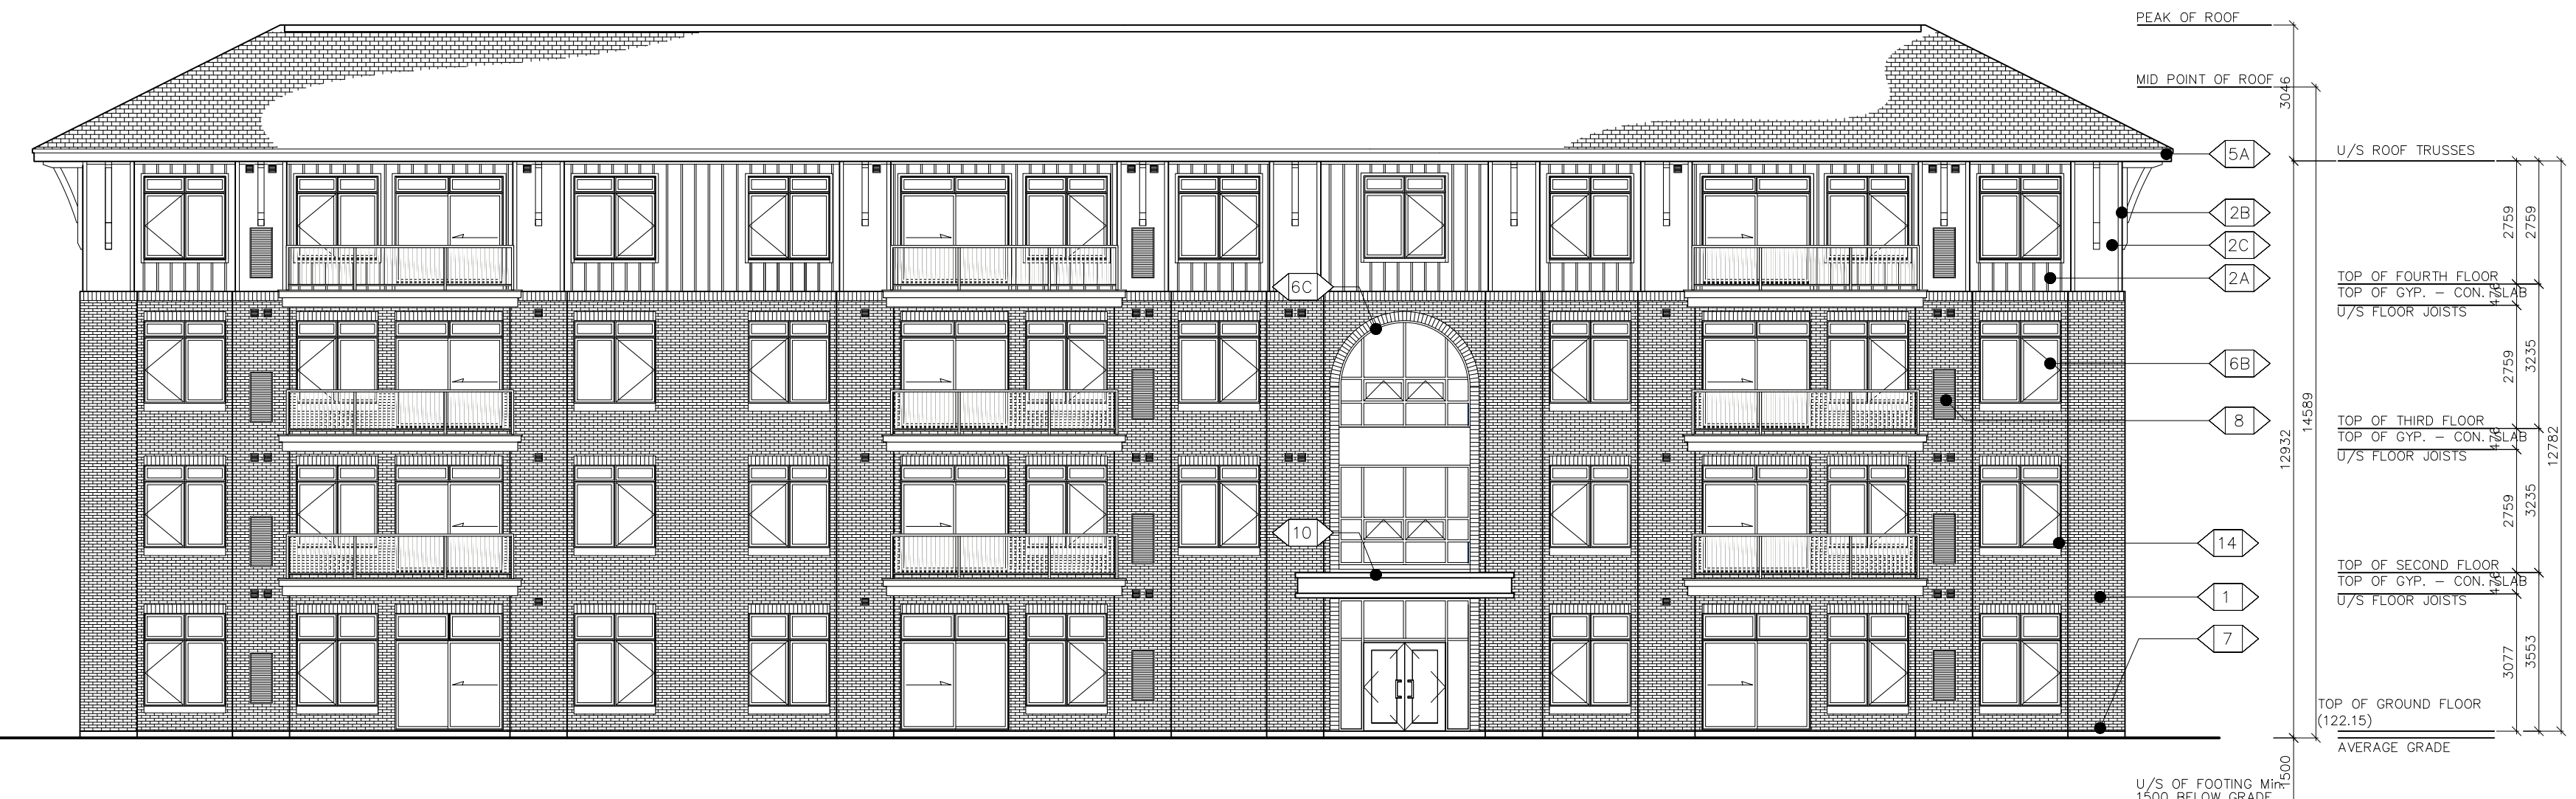 PEAK OF ROOF
MID POINT OF ROOF
3046
5A
U/S ROOF TRUSSES
2B
2C
2A
2759
2759
TOP OF FOURTH FLOOR
TOP OF GYP. - CON. SLAB
U/S FLOOR JOISTS
476
6C
6B
2759
3235
8
14589
12932
TOP OF THIRD FLOOR
TOP OF GYP. - CON. SLAB
U/S FLOOR JOISTS
476
12782
10
14
2759
3235
TOP OF SECOND FLOOR
TOP OF GYP. - CON. SLAB
U/S FLOOR JOISTS
476
1
7
3077
3553
TOP OF GROUND FLOOR
(122.15)
AVERAGE GRADE
U/S OF FOOTING Min.
1500 BELOW GRADE
1500